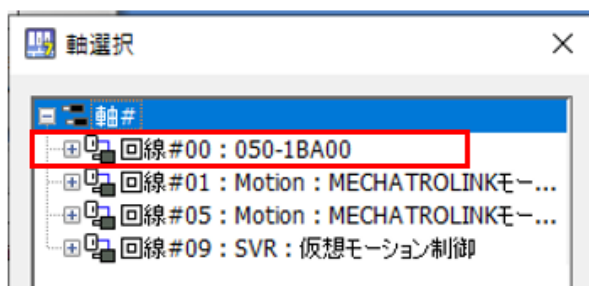 軸選択
軸#
回線#00 : 050-1BA00
回線#01 : Motion : MECHATROLINKモー...
回線#05 : Motion : MECHATROLINKモー...
回線#09 : SVR : 仮想モーション制御